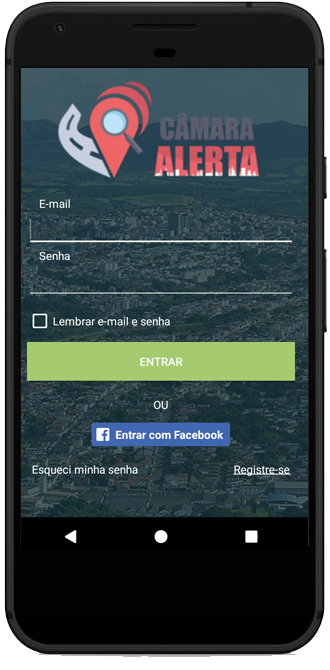 CÂMARA
ALERTA
E-mail
Senha
Lembrar e-mail e senha
ENTRAR
OU
Entrar com Facebook
Esqueci minha senha Registre-se